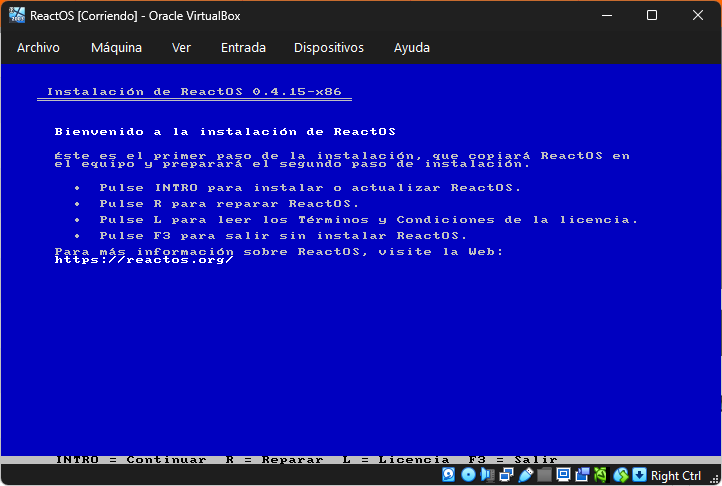 ReactOS [Corriendo] - Oracle VirtualBox
Archivo Máquina Ver Entrada Dispositivos Ayuda
Instalación de ReactOS 0.4.15-x86
Bienvenido a la instalación de ReactOS
Éste es el primer paso de la instalación, que copiará ReactOS en
el equipo y preparará el segundo paso de instalación.
• Pulse INTRO para instalar o actualizar ReactOS.
• Pulse R para reparar ReactOS.
• Pulse L para leer los Términos y Condiciones de la licencia.
• Pulse F3 para salir sin instalar ReactOS.
Para más información sobre ReactOS, visite la Web:
https://reactos.org/
INTRO = Continuar R = Reparar L = Licencia F3 = Salir
Right Ctrl